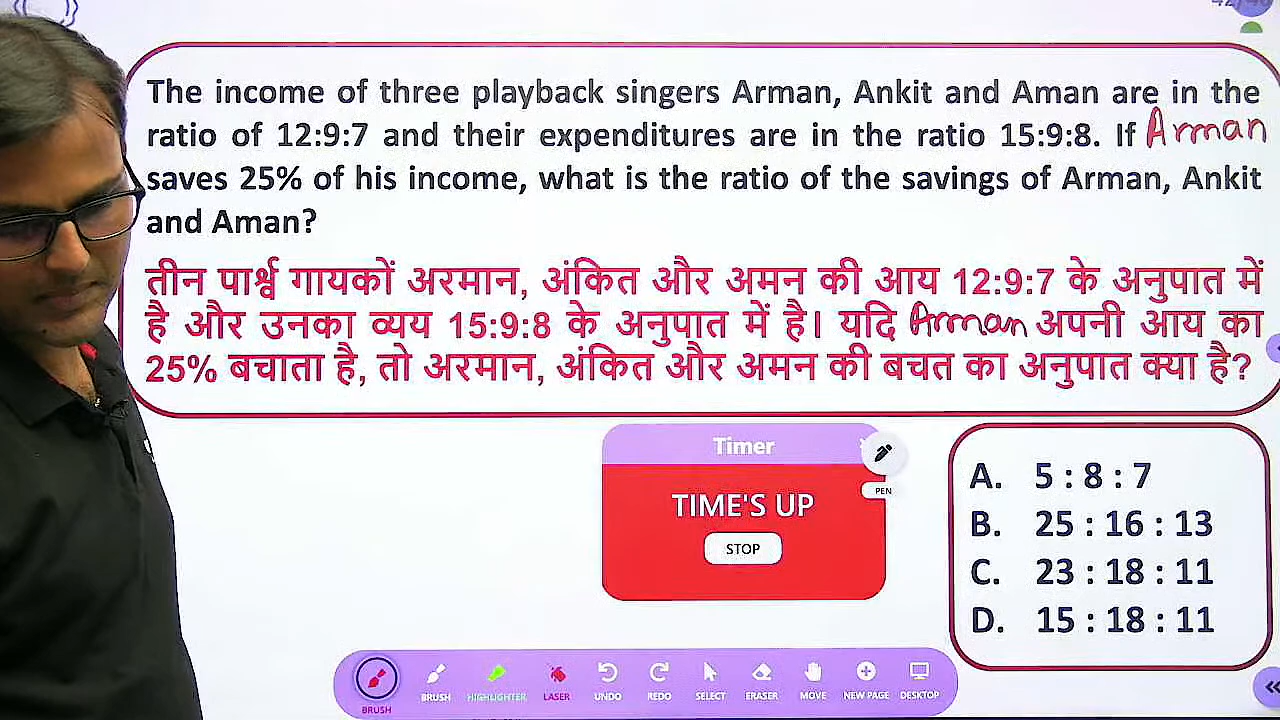 The income of three playback singers Arman, Ankit and Aman are in the
ratio of 12:9:7 and their expenditures are in the ratio 15:9:8. If Arman
saves 25% of his income, what is the ratio of the savings of Arman, Ankit
and Aman?
तीन पार्श्व गायकों अरमान, अंकित और अमन की आय 12:9:7 के अनुपात में
है और उनका व्यय 15:9:8 के अनुपात में है। यदि Arman अपनी आय का
25% बचाता है, तो अरमान, अंकित और अमन की बचत का अनुपात क्या है?
Timer
PEN
TIME'S UP
STOP
A. 5 : 8 : 7
B. 25 : 16 : 13
C. 23 : 18 : 11
D. 15 : 18 : 11
BRUSH
BRUSH
HIGHLIGHTER
LASER
UNDO
REDO
SELECT
ERASER
MOVE
NEW PAGE
DESKTOP